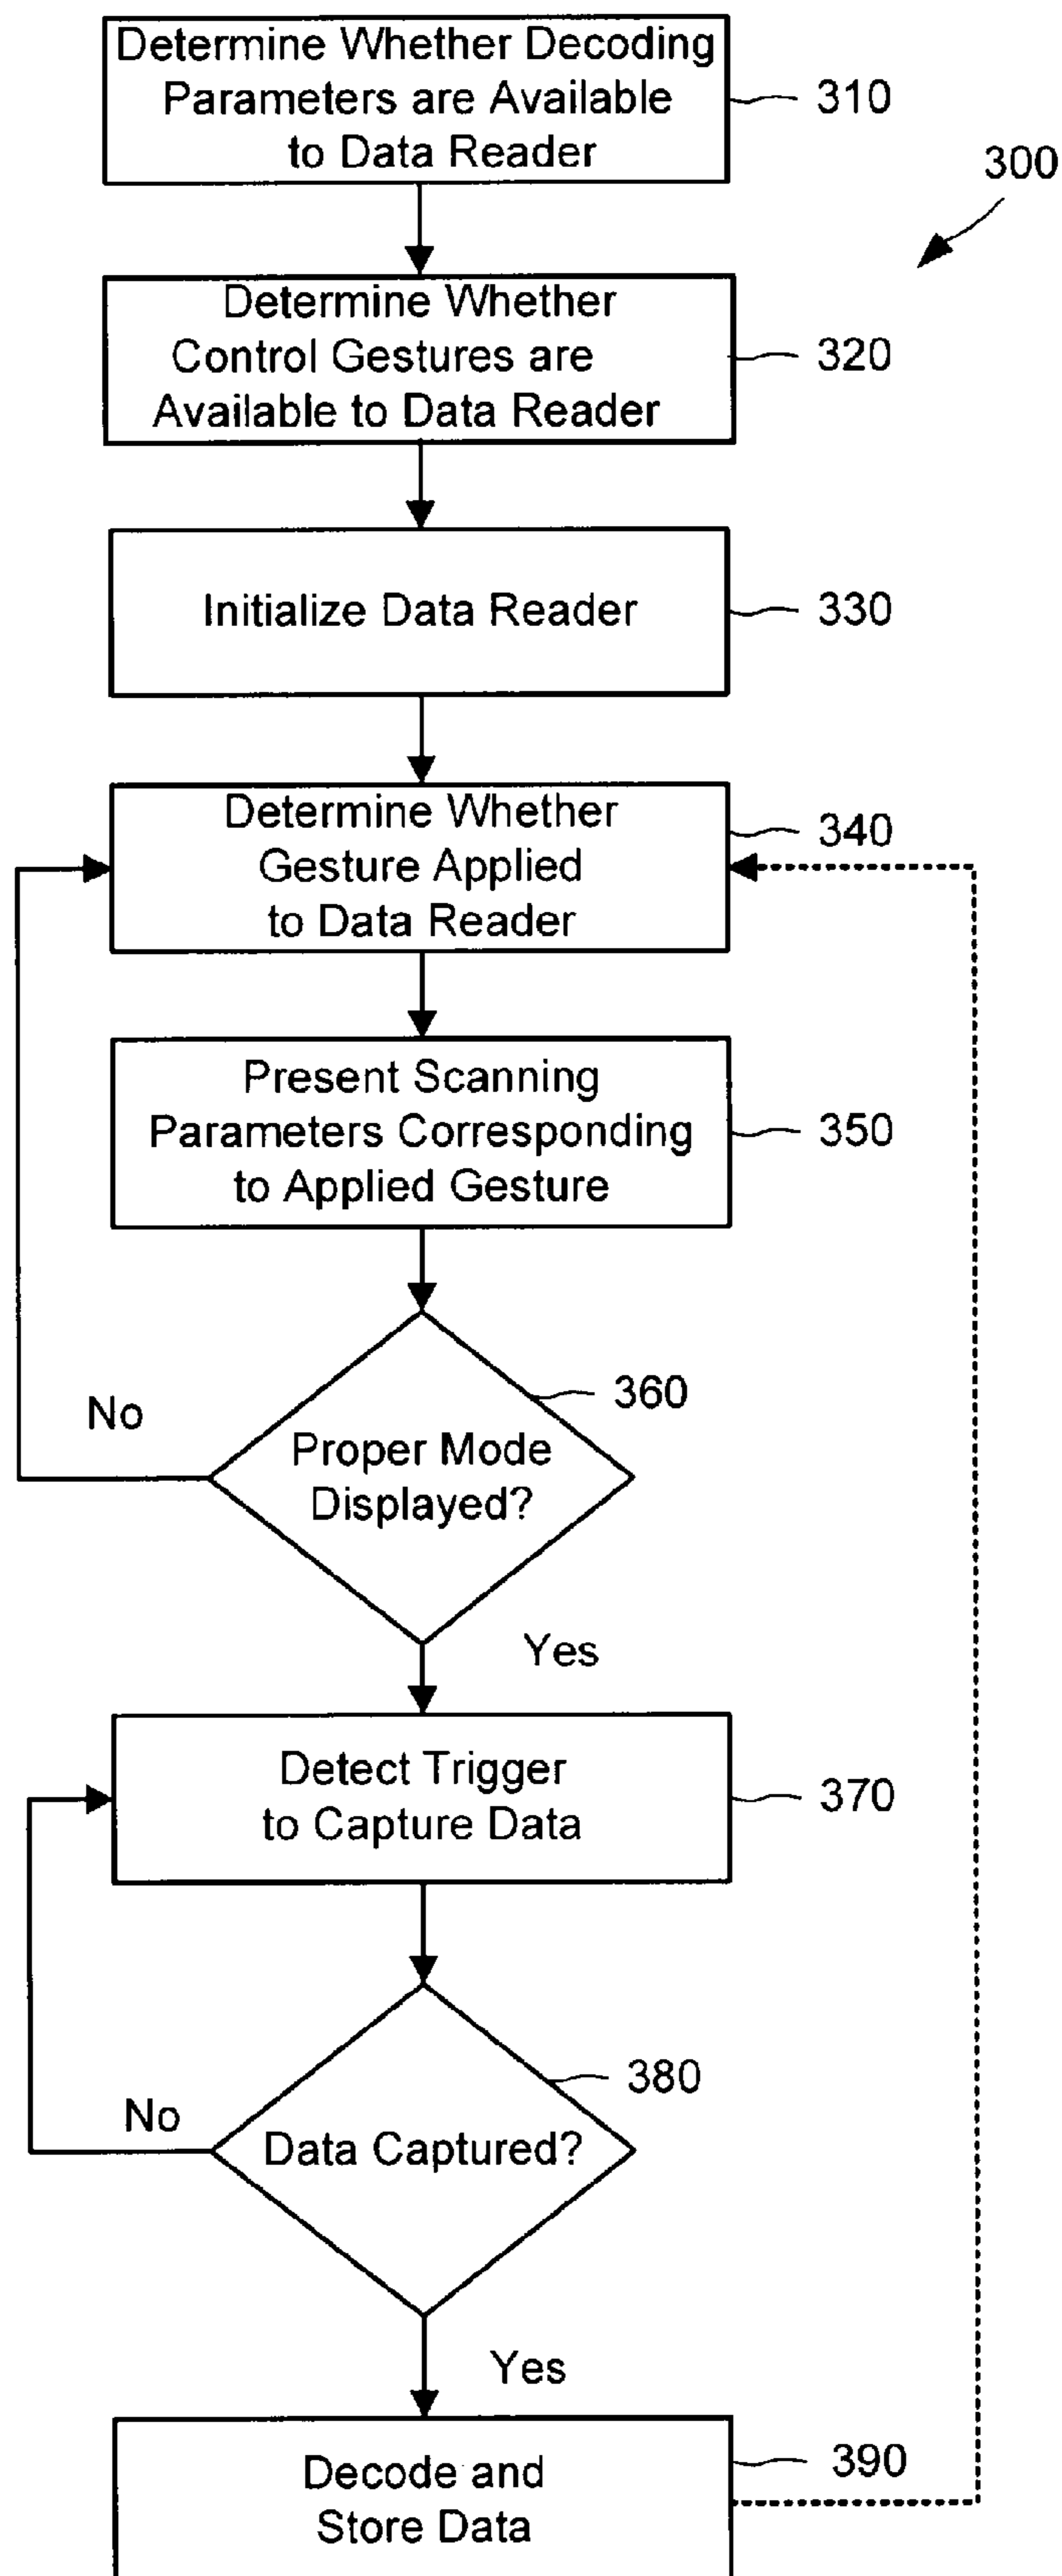 Determine Whether Decoding
Parameters are Available
to Data Reader
310
300
Determine Whether
Control Gestures are
Available to Data Reader
320
Initialize Data Reader
330
Determine Whether
Gesture Applied
to Data Reader
340
Present Scanning
Parameters Corresponding
to Applied Gesture
350
360
No
Proper Mode
Displayed?
Yes
Detect Trigger
to Capture Data
370
380
No
Data Captured?
Yes
Decode and
Store Data
390